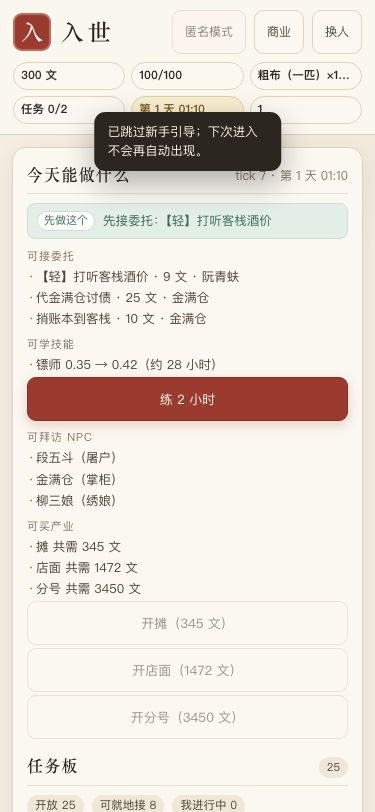 入 入世
匿名模式 商业 换人
300 文 100/100 粗布（一匹）×1...
任务 0/2 第 1 天 01:10 1
已跳过新手引导；下次进入
不会再自动出现。
今天能做什么 tick 7 · 第 1 天 01:10
先做这个 先接委托：【轻】打听客栈酒价
可接委托
· 【轻】打听客栈酒价 · 9 文 · 阮青蚨
· 代金满仓讨债 · 25 文 · 金满仓
· 捎账本到客栈 · 10 文 · 金满仓
可学技能
· 镖师 0.35 → 0.42（约 28 小时）
练 2 小时
可拜访 NPC
· 段五斗（屠户）
· 金满仓（掌柜）
· 柳三娘（绣娘）
可买产业
· 摊 共需 345 文
· 店面 共需 1472 文
· 分号 共需 3450 文
开摊（345 文）
开店面（1472 文）
开分号（3450 文）
任务板 25
开放 25 可就地接 8 我进行中 0